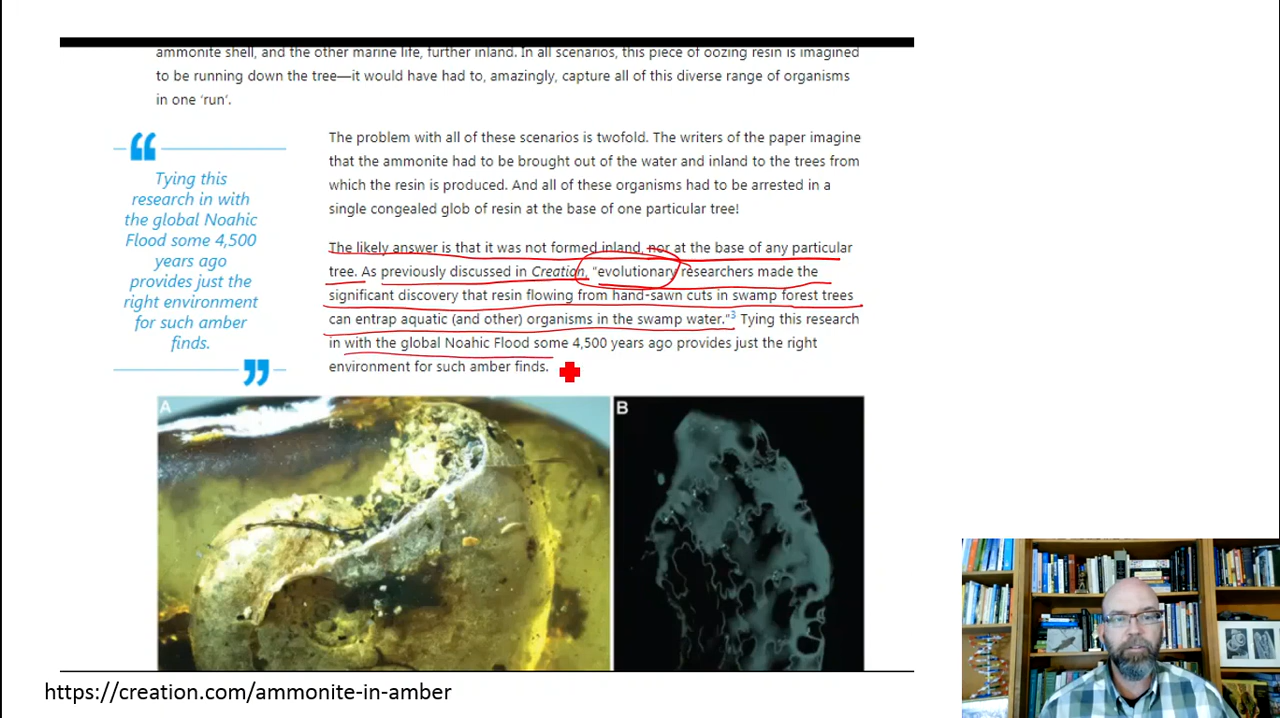 ammonite shell, and the other marine life, further inland. In all scenarios, this piece of oozing resin is imagined
to be running down the tree—it would have had to, amazingly, capture all of this diverse range of organisms
in one ‘run’.
“
Tying this
research in with
the global Noahic
Flood some 4,500
years ago
provides just the
right environment
for such amber
finds.
”
The problem with all of these scenarios is twofold. The writers of the paper imagine
that the ammonite had to be brought out of the water and inland to the trees from
which the resin is produced. And all of these organisms had to be arrested in a
single congealed glob of resin at the base of one particular tree!
The likely answer is that it was not formed inland, nor at the base of any particular
tree. As previously discussed in Creation, “evolutionary researchers made the
significant discovery that resin flowing from hand-sawn cuts in swamp forest trees
can entrap aquatic (and other) organisms in the swamp water.”3 Tying this research
in with the global Noahic Flood some 4,500 years ago provides just the right
environment for such amber finds.
A
B
https://creation.com/ammonite-in-amber